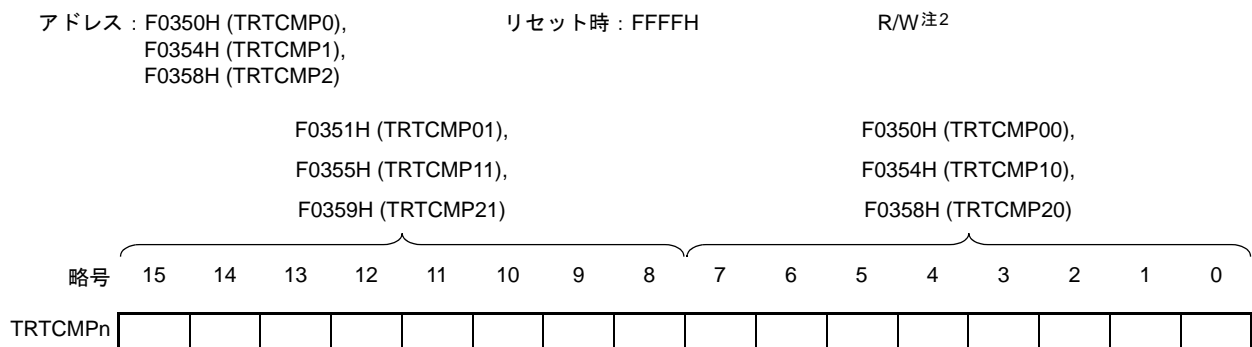 アドレス：F0350H (TRTCMP0), リセット時：FFFFH R/W注2
F0354H (TRTCMP1),
F0358H (TRTCMP2)
F0351H (TRTCMP01), F0350H (TRTCMP00),
F0355H (TRTCMP11), F0354H (TRTCMP10),
F0359H (TRTCMP21) F0358H (TRTCMP20)
略号 15 14 13 12 11 10 9 8 7 6 5 4 3 2 1 0
TRTCMPn